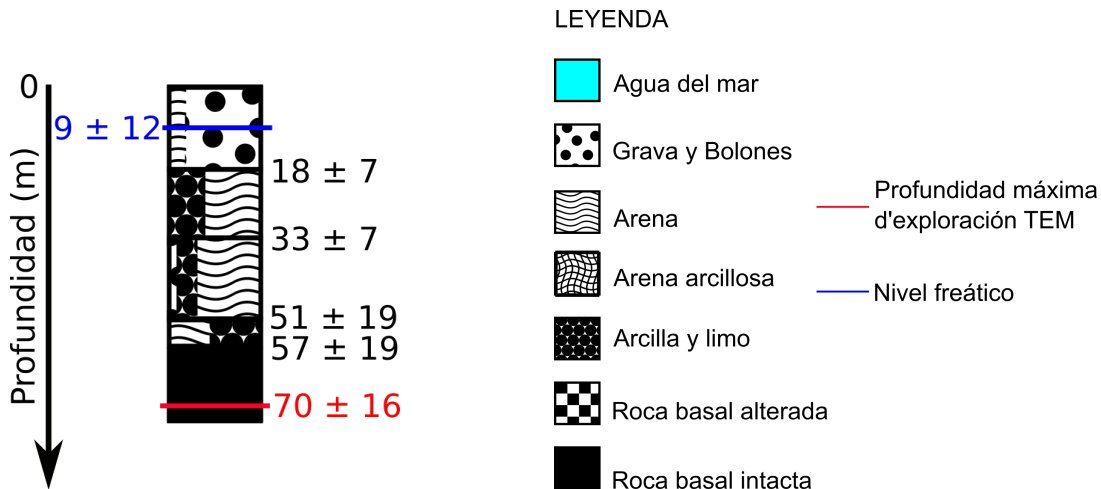 LEYENDA
0
9 ± 12
18 ± 7
33 ± 7
51 ± 19
57 ± 19
70 ± 16
Profundidad (m)
Agua del mar
Grava y Bolones
Arena
Arena arcillosa
Arcilla y limo
Roca basal alterada
Roca basal intacta
Profundidad máxima
d'exploración TEM
Nivel freático